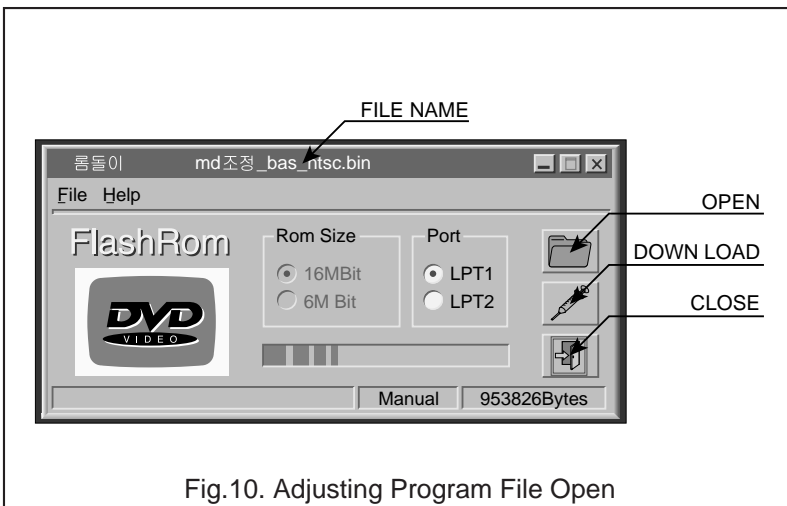 FILE NAME
롬돌이 md조정_bas_ntsc.bin
File Help
OPEN
FlashRom
Rom Size
Port
16MBit
LPT1
DOWN LOAD
6M Bit
LPT2
CLOSE
DVD
VIDEO
Manual
953826Bytes
Fig.10. Adjusting Program File Open